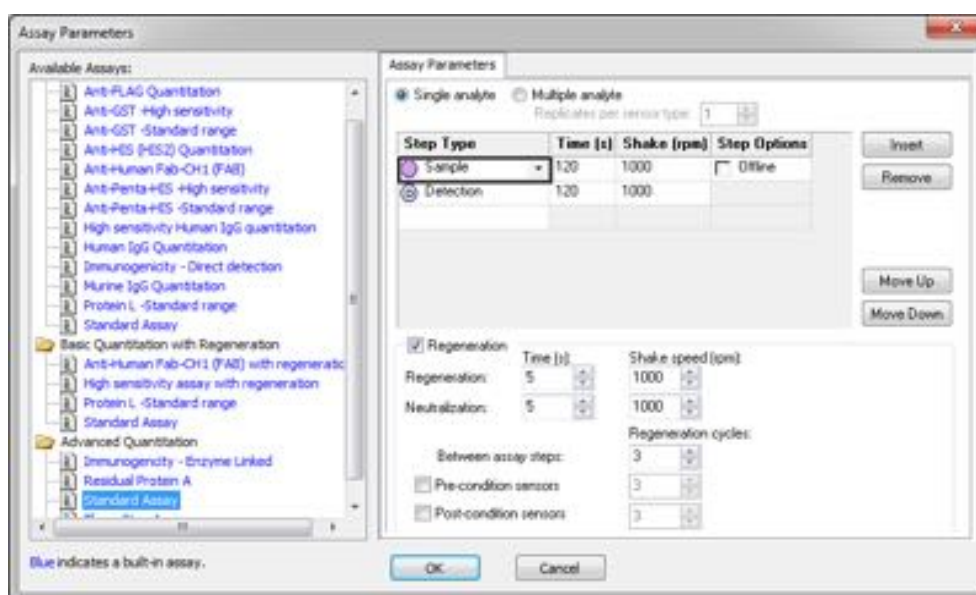 Assay Parameters
Available Assays:
Anti-FLAG Quantitation
Anti-GST -High sensitivity
Anti-GST -Standard range
Anti-HIS (HIS2) Quantitation
Anti-Human Fab-CH1 (FAB)
Anti-Penta-HIS -High sensitivity
Anti-Penta-HIS -Standard range
High sensitivity Human IgG quantitation
Human IgG Quantitation
Immunogenicity - Direct detection
Murine IgG Quantitation
Protein L -Standard range
Standard Assay
Basic Quantitation with Regeneration
Anti-Human Fab-CH1 (FAB) with regeneratic
High sensitivity assay with regeneration
Protein L -Standard range
Standard Assay
Advanced Quantitation
Immunogenicity - Enzyme Linked
Residual Protein A
Standard Assay
Blue indicates a built-in assay.
Assay Parameters
Single analyte Multiple analyte
Replicates per sensor type: 1
Step Type Time (s) Shake (rpm) Step Options
Sample 120 1000 Offline
Detection 120 1000
Insert
Remove
Move Up
Move Down
Regeneration
Time (s): Shake speed (rpm):
Regeneration: 5 1000
Neutralization: 5 1000
Regeneration cycles:
Between assay steps: 3
Pre-condition sensors 3
Post-condition sensors 3
OK Cancel